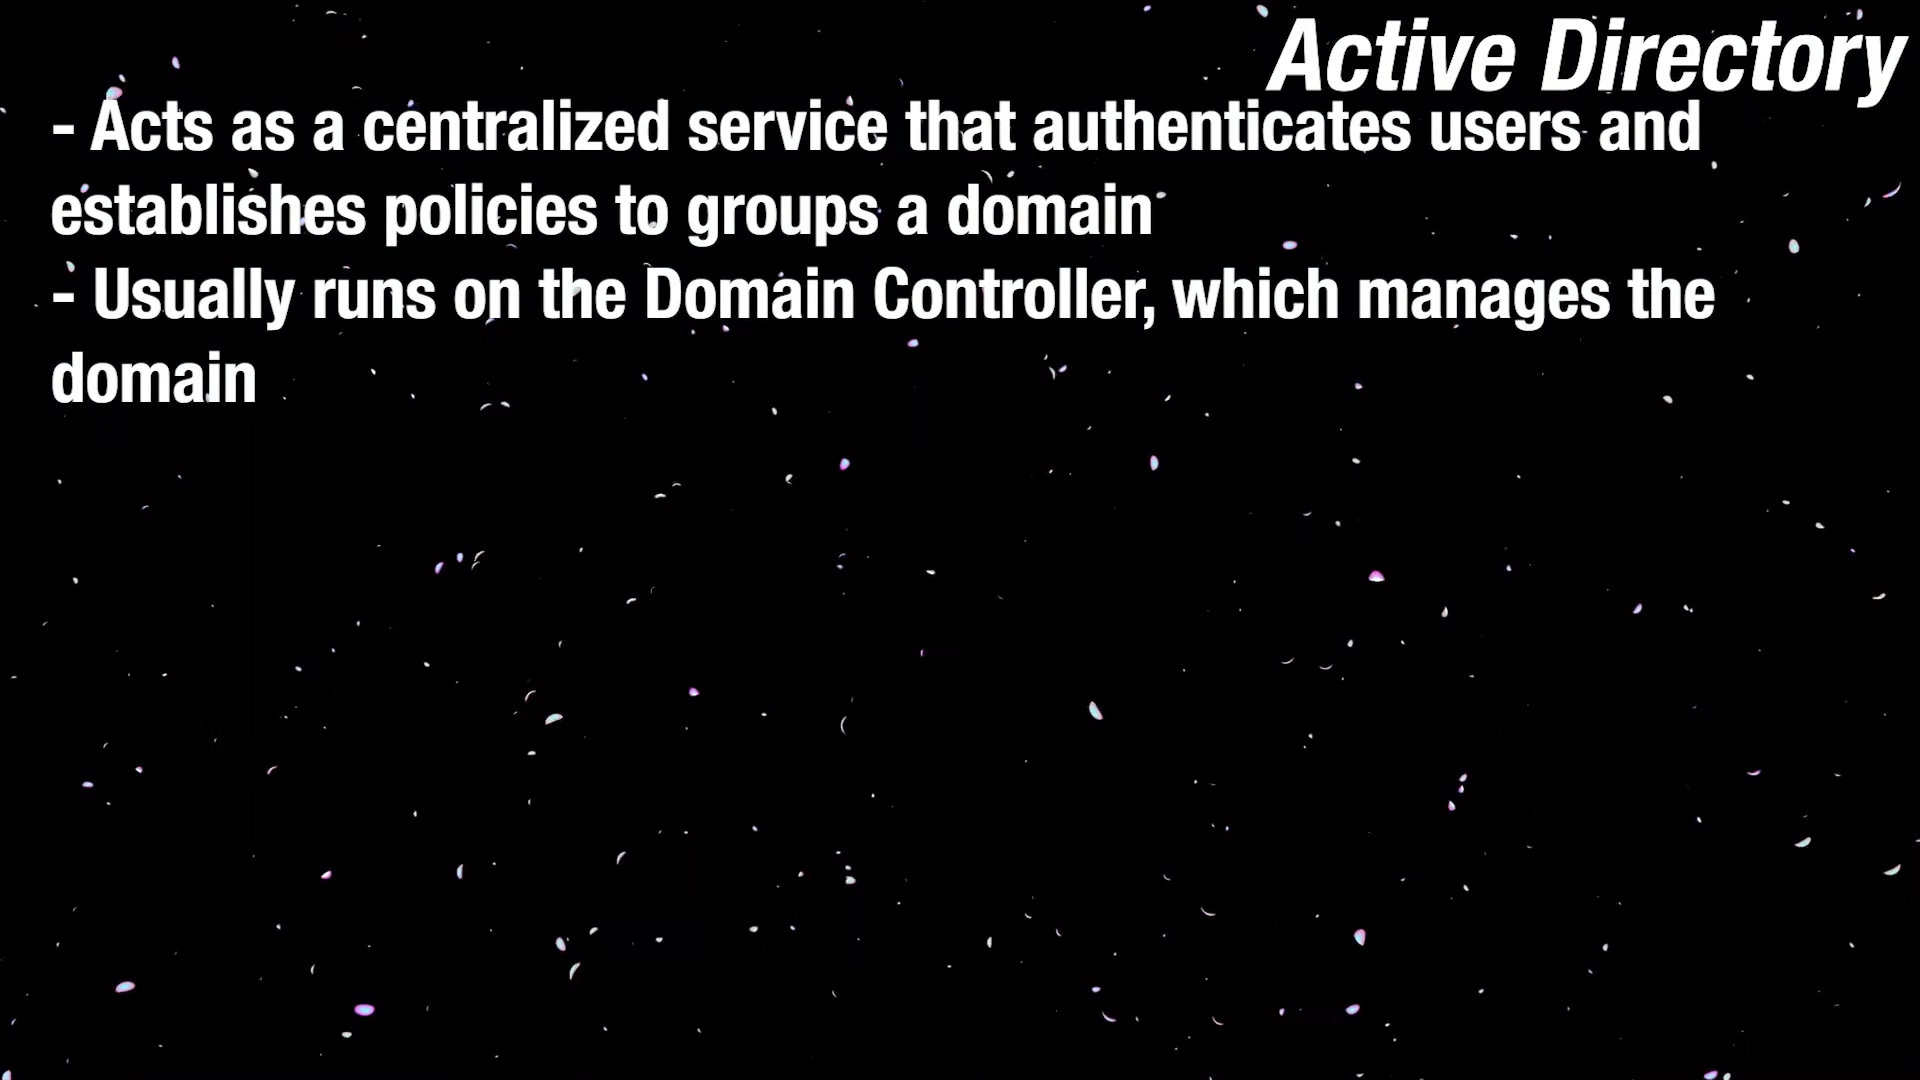 Active Directory
- Acts as a centralized service that authenticates users and
establishes policies to groups a domain
- Usually runs on the Domain Controller, which manages the
domain